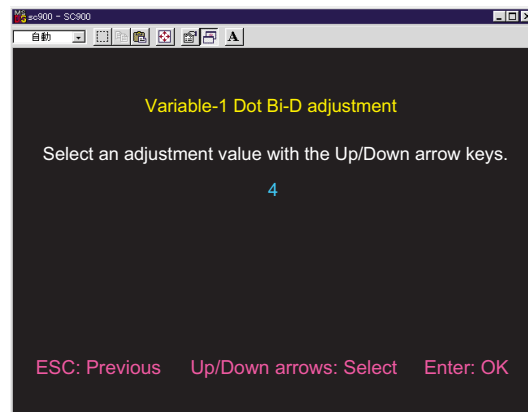 sc900 - SC900
自動
A
Variable-1 Dot Bi-D adjustment
Select an adjustment value with the Up/Down arrow keys.
4
ESC: Previous Up/Down arrows: Select Enter: OK